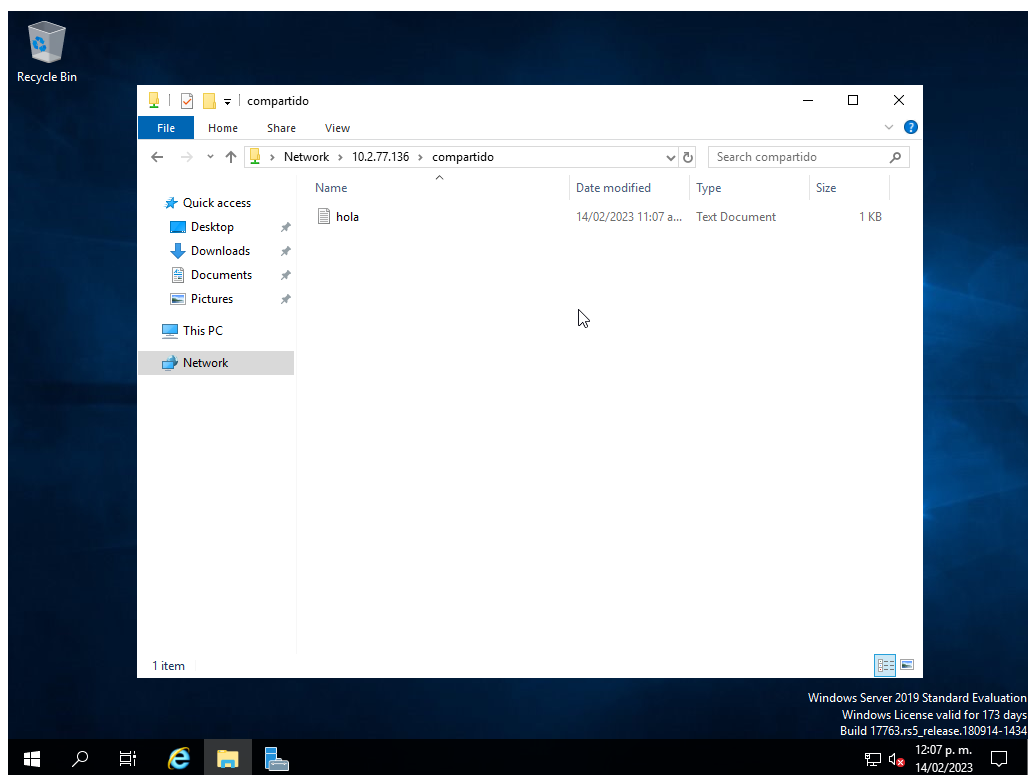 Recycle Bin
compartido
File Home Share View
Network 10.2.77.136 compartido
Search compartido
Name Date modified Type Size
Quick access
Desktop
Downloads
Documents
Pictures
This PC
Network
hola 14/02/2023 11:07 a... Text Document 1 KB
1 item
Windows Server 2019 Standard Evaluation
Windows License valid for 173 days
Build 17763.rs5_release.180914-1434
12:07 p. m.
14/02/2023